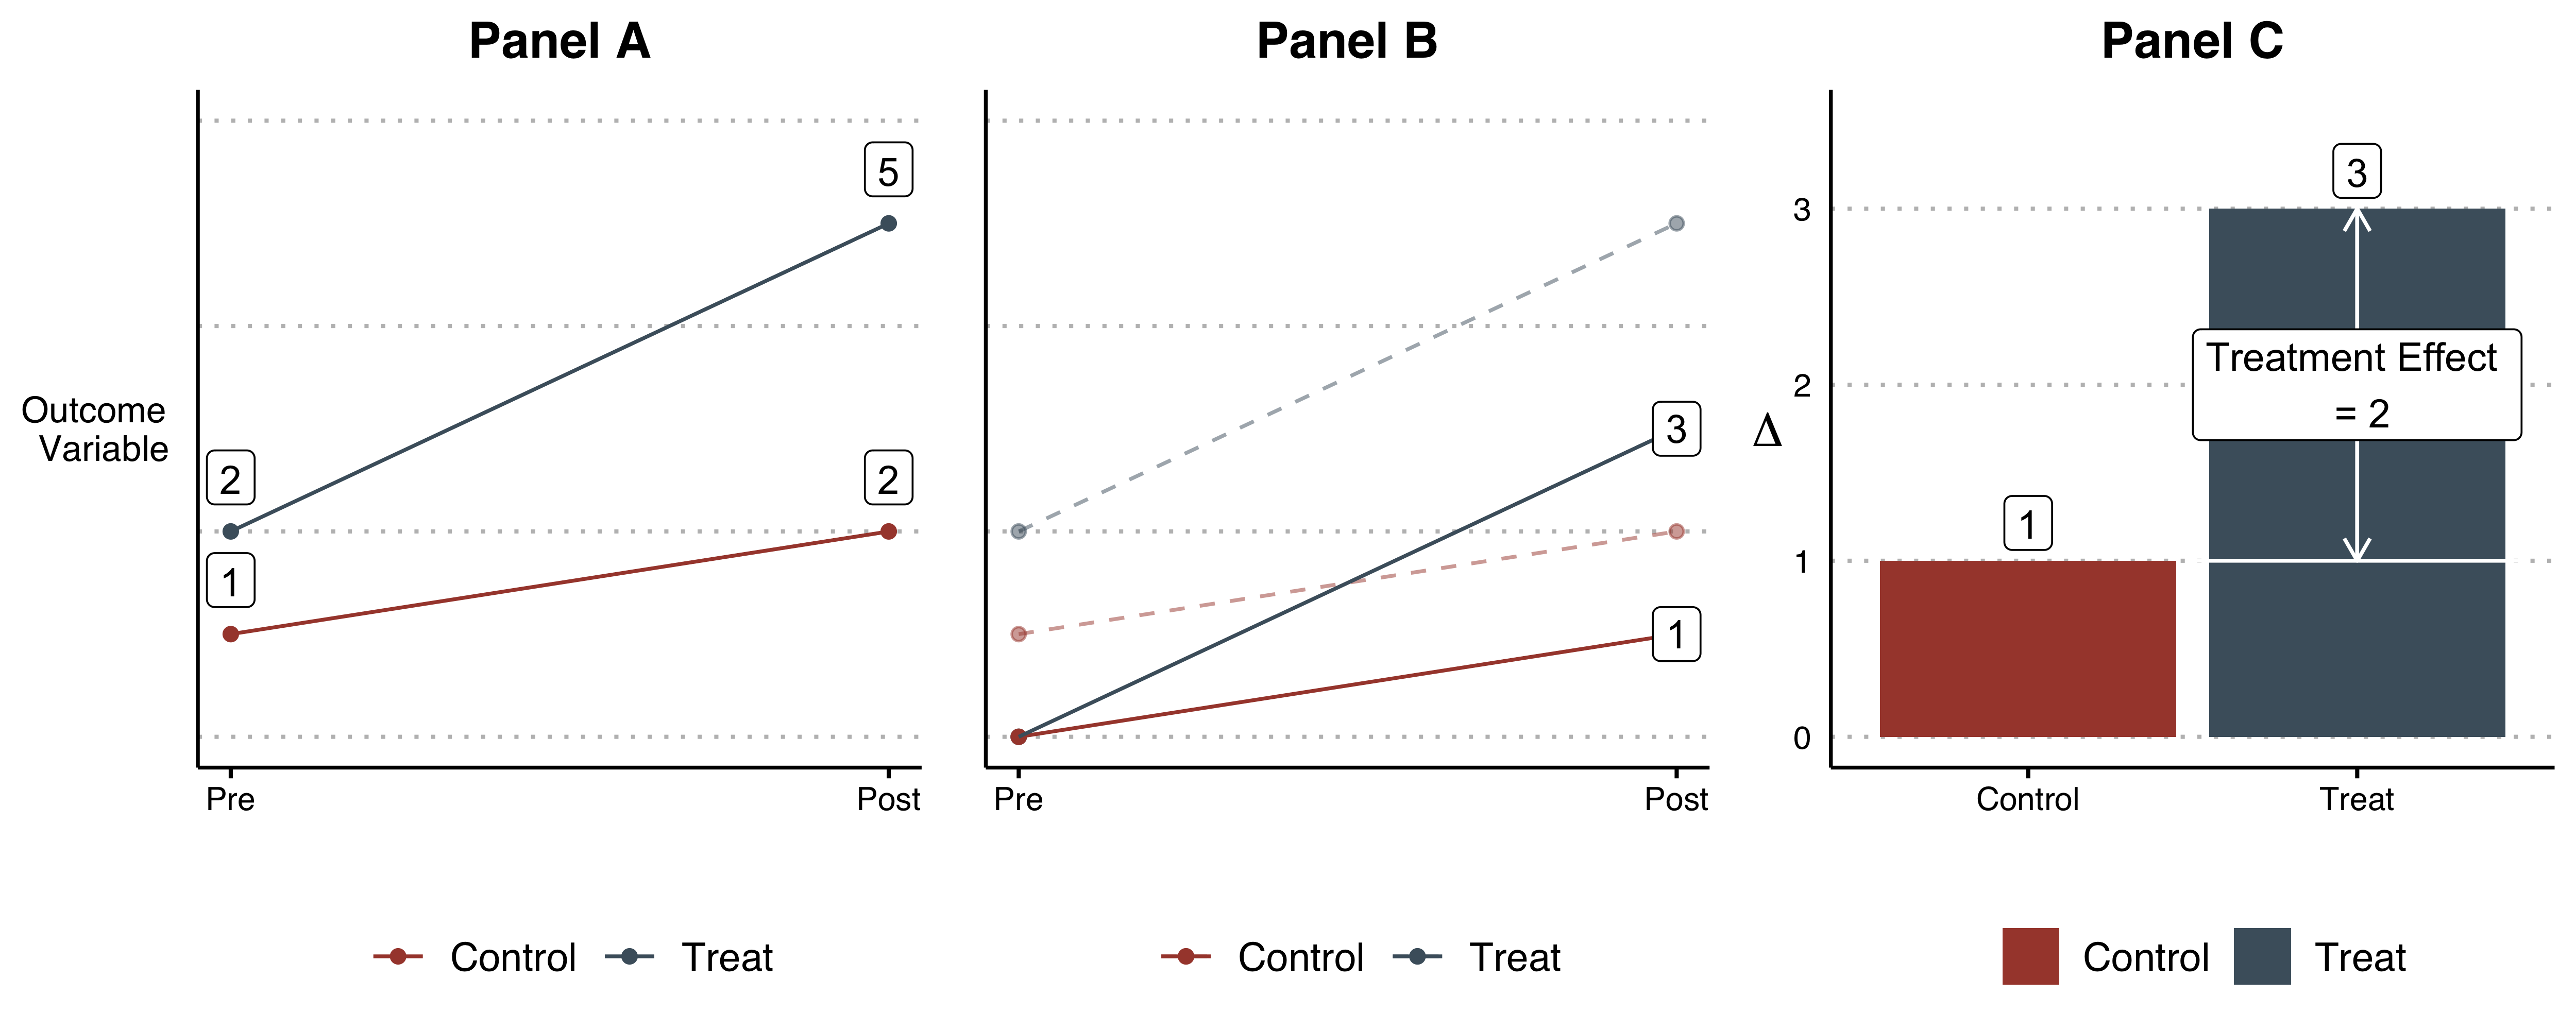 Panel A
Outcome
Variable
5
2
2
1
Pre
Post
Control
Treat
Panel B
3
1
Pre
Post
Control
Treat
Panel C
Δ
3
2
1
0
3
Treatment Effect
= 2
1
Control
Treat
Control
Treat